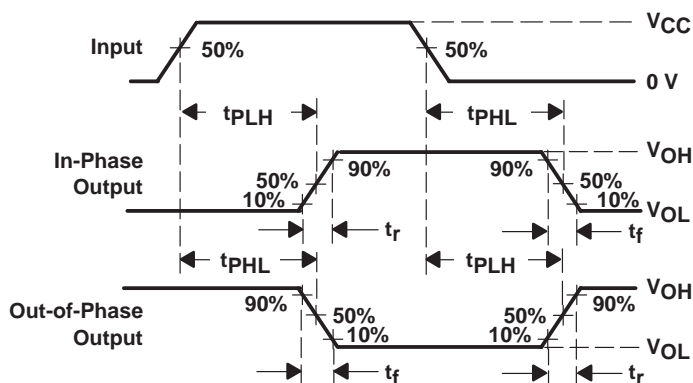 VCC
Input
50%
50%
0 V
tPLH
tPHL
In-Phase
Output
VOH
90%
90%
50%
50%
10%
10%
VOL
tr
tf
tPHL
tPLH
Out-of-Phase
Output
VOH
90%
90%
50%
50%
10%
10%
VOL
tf
tr